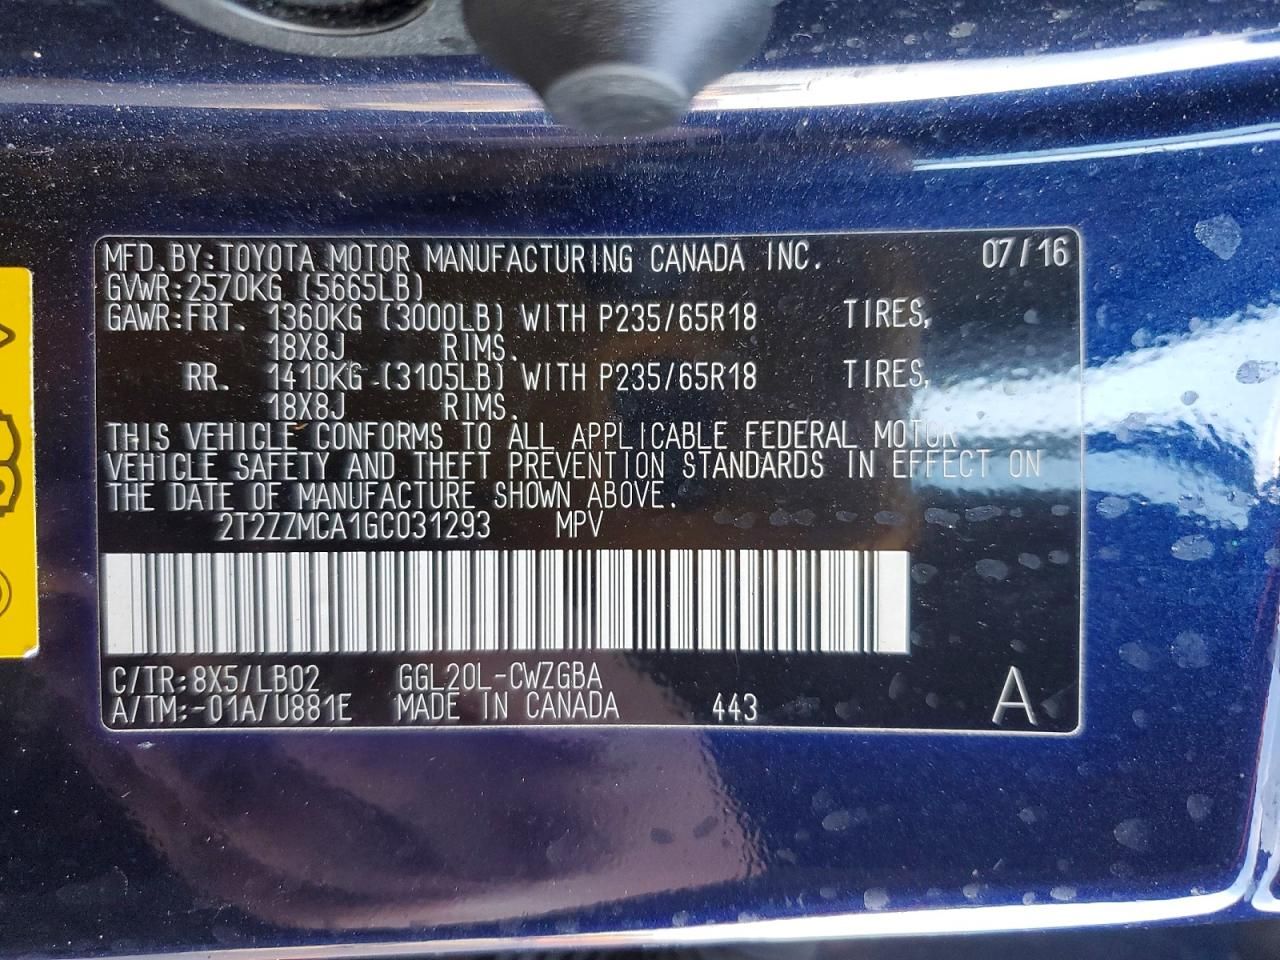 MFD.BY:TOYOTA MOTOR MANUFACTURING CANADA INC. 07/16
GVWR:2570KG (5665LB)
GAWR:FRT. 1360KG (3000LB) WITH P235/65R18 TIRES,
18X8J RIMS.
RR. 1410KG (3105LB) WITH P235/65R18 TIRES,
18X8J RIMS.
THIS VEHICLE CONFORMS TO ALL APPLICABLE FEDERAL MOTOR
VEHICLE SAFETY AND THEFT PREVENTION STANDARDS IN EFFECT ON
THE DATE OF MANUFACTURE SHOWN ABOVE.
2T2ZZMCA1GC031293 MPV
C/TR:8X5/LB02 GGL20L-CWZGBA
A/TM:-01A/U881E MADE IN CANADA 443 A